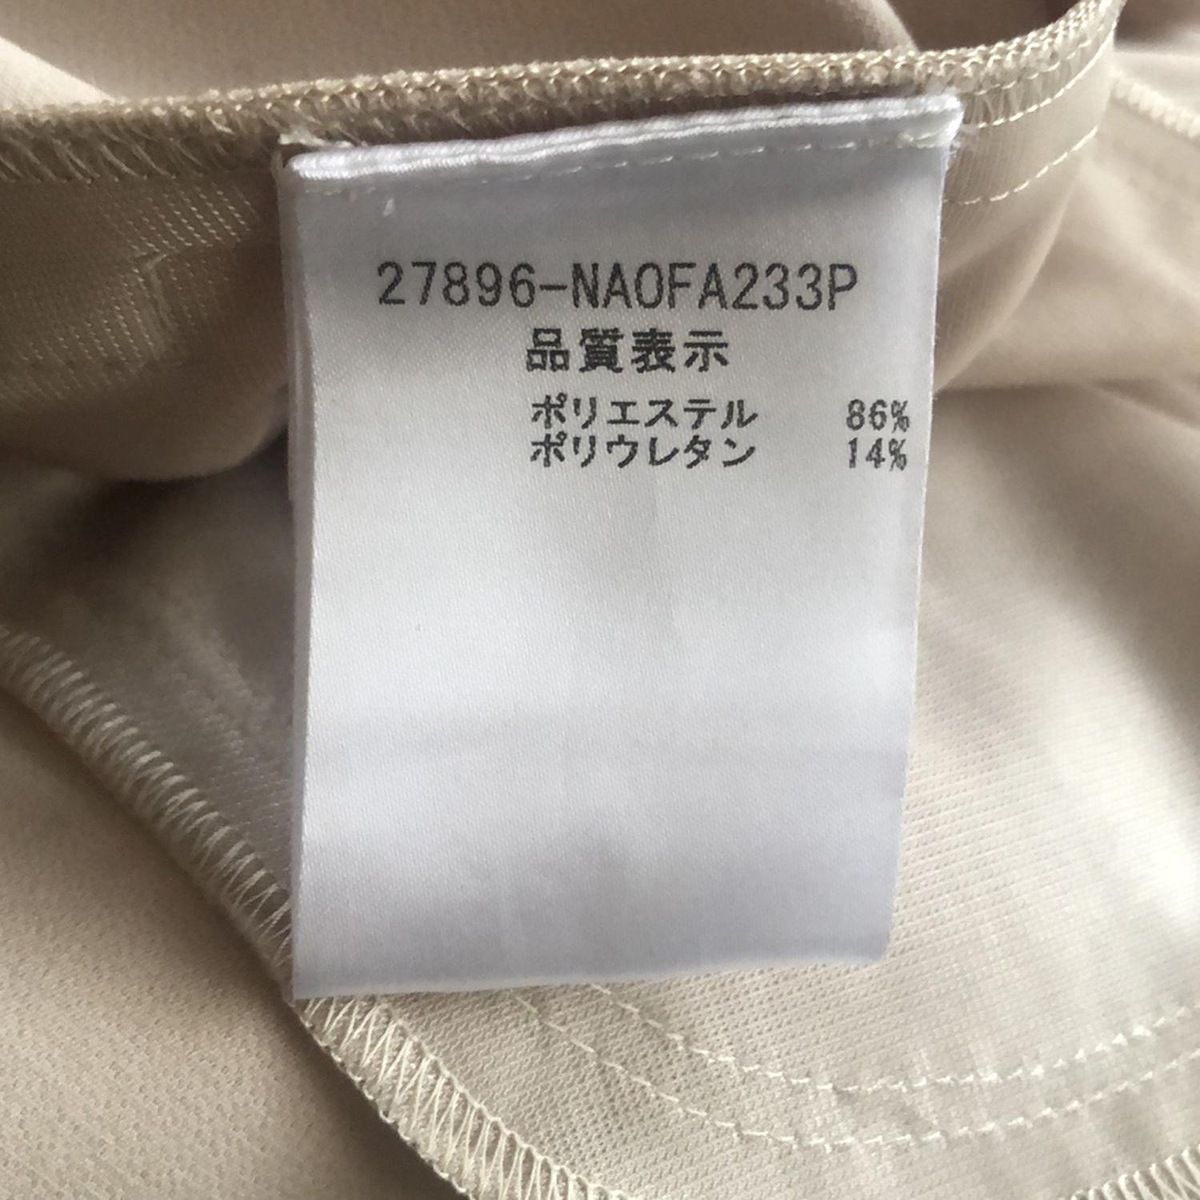 27896-NAOFA233P
品質表示
ポリエステル 86%
ポリウレタン 14%